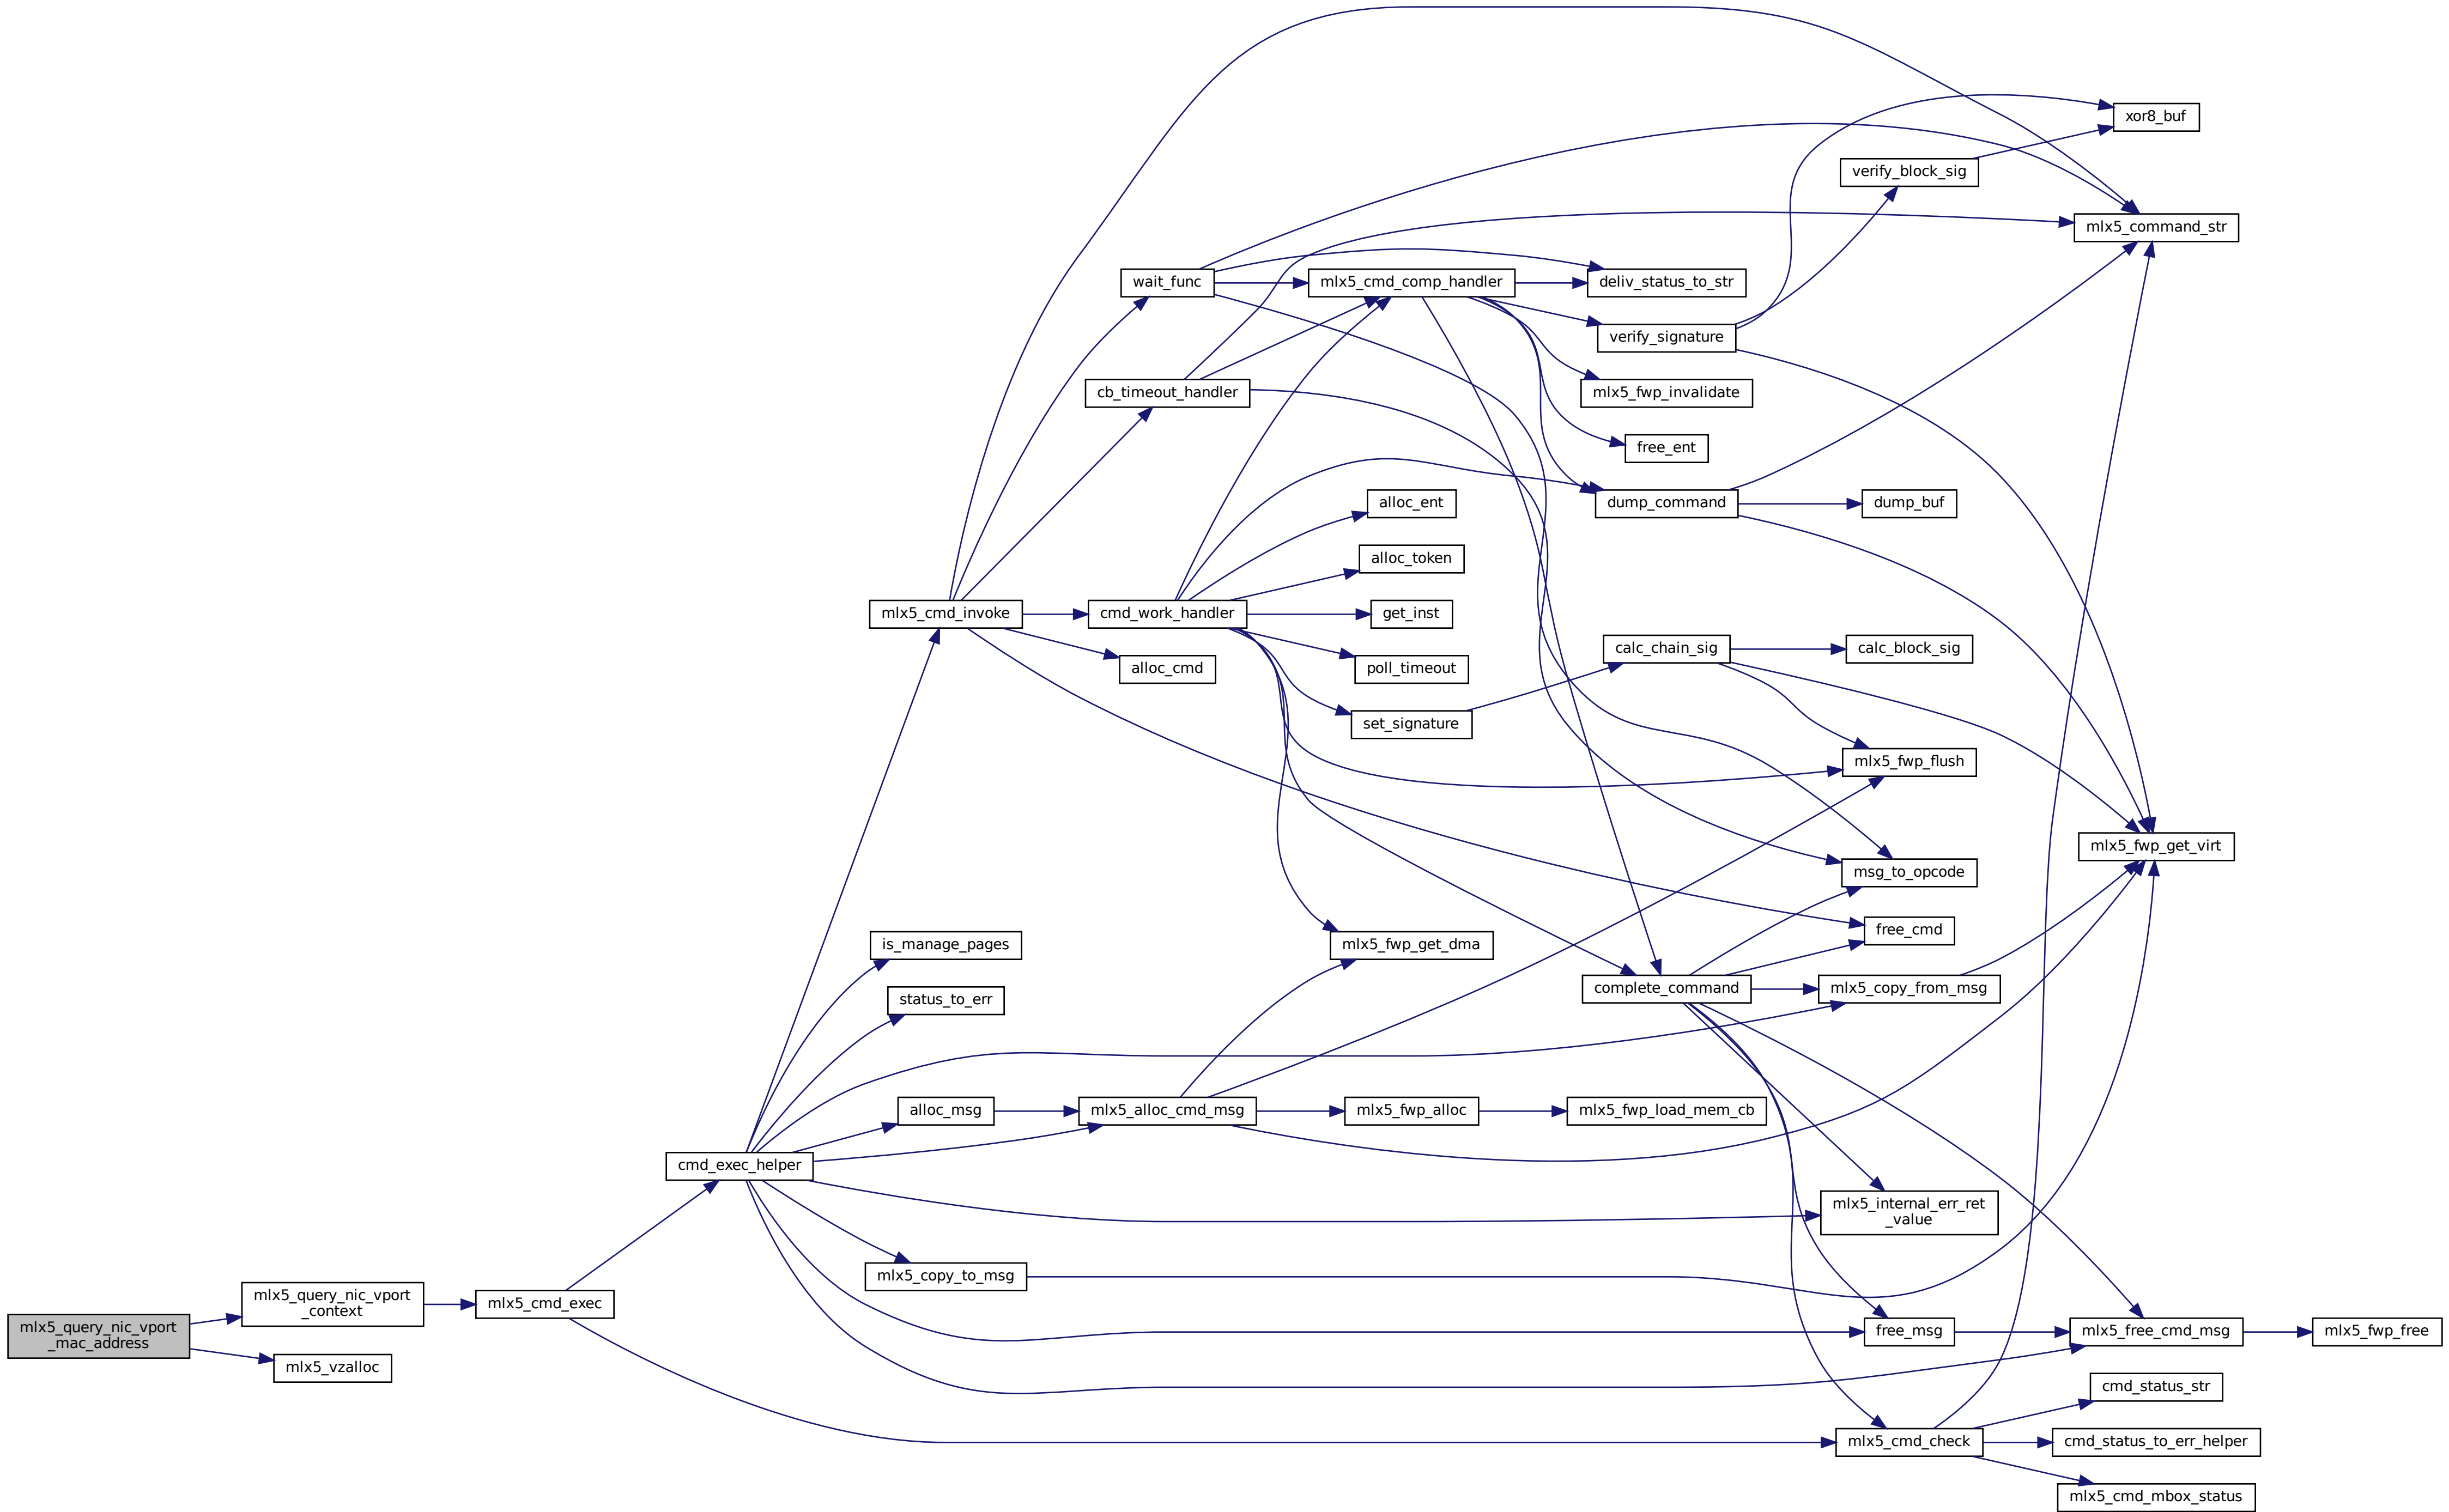 xor8_buf
verify_block_sig
mlx5_command_str
wait_func
mlx5_cmd_comp_handler
deliv_status_to_str
verify_signature
cb_timeout_handler
mlx5_fwp_invalidate
free_ent
alloc_ent
dump_command
dump_buf
alloc_token
mlx5_cmd_invoke
cmd_work_handler
get_inst
calc_chain_sig
calc_block_sig
alloc_cmd
poll_timeout
set_signature
mlx5_fwp_flush
mlx5_fwp_get_virt
msg_to_opcode
free_cmd
is_manage_pages
mlx5_fwp_get_dma
status_to_err
complete_command
mlx5_copy_from_msg
alloc_msg
mlx5_alloc_cmd_msg
mlx5_fwp_alloc
mlx5_fwp_load_mem_cb
cmd_exec_helper
mlx5_internal_err_ret
_value
mlx5_copy_to_msg
mlx5_query_nic_vport
_context
mlx5_cmd_exec
mlx5_query_nic_vport
_mac_address
free_msg
mlx5_free_cmd_msg
mlx5_fwp_free
mlx5_vzalloc
cmd_status_str
mlx5_cmd_check
cmd_status_to_err_helper
mlx5_cmd_mbox_status